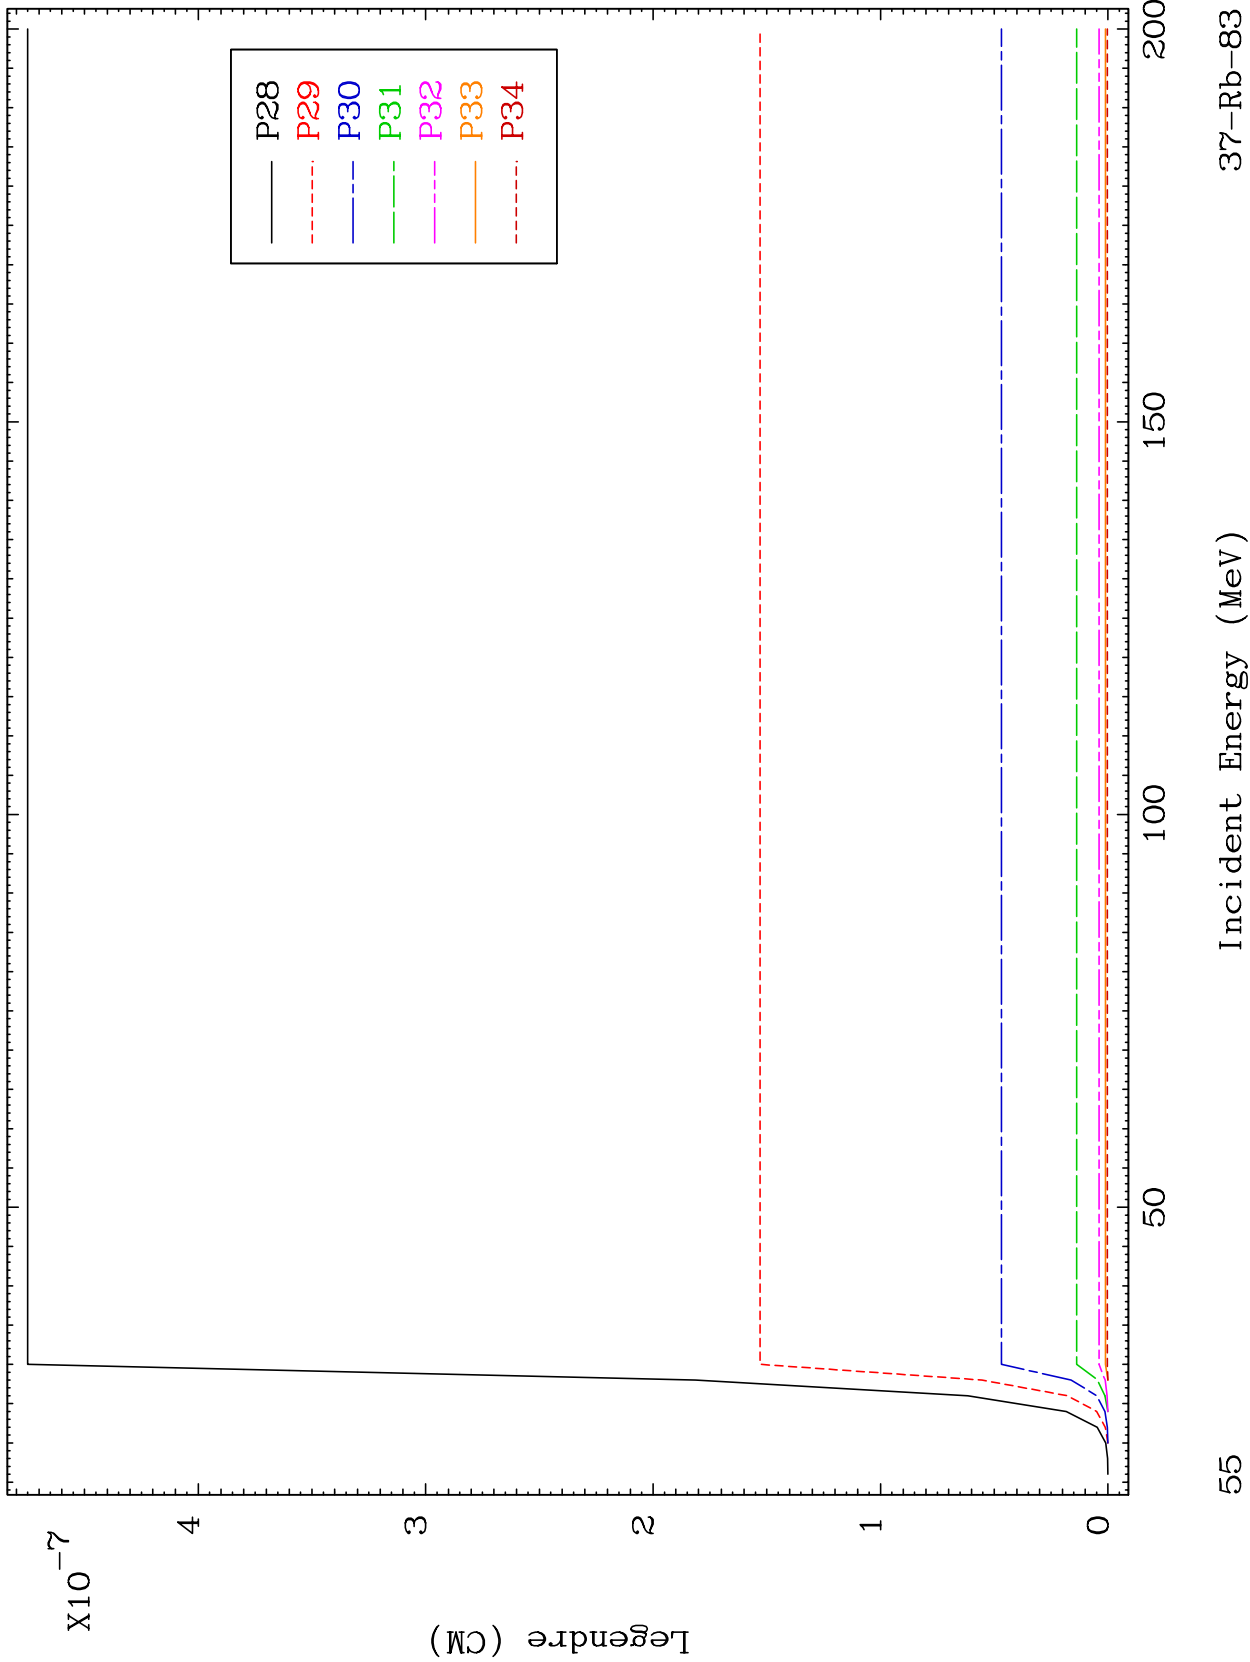 X10-7
Legendre (CM)
4
3
2
1
0
P28
P29
P30
P31
P32
P33
P34
50
100
150
200
Incident Energy (MeV)
55
37-Rb-83